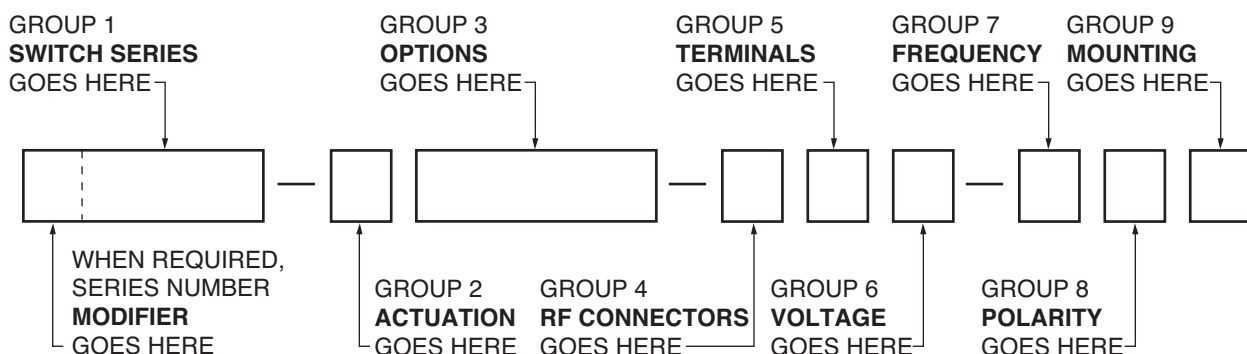 GROUP 1
SWITCH SERIES
GOES HERE
GROUP 3
OPTIONS
GOES HERE
GROUP 5
TERMINALS
GOES HERE
GROUP 7
FREQUENCY
GOES HERE
GROUP 9
MOUNTING
GOES HERE
WHEN REQUIRED,
SERIES NUMBER
MODIFIER
GOES HERE
GROUP 2
ACTUATION
GOES HERE
GROUP 4
RF CONNECTORS
GOES HERE
GROUP 6
VOLTAGE
GOES HERE
GROUP 8
POLARITY
GOES HERE